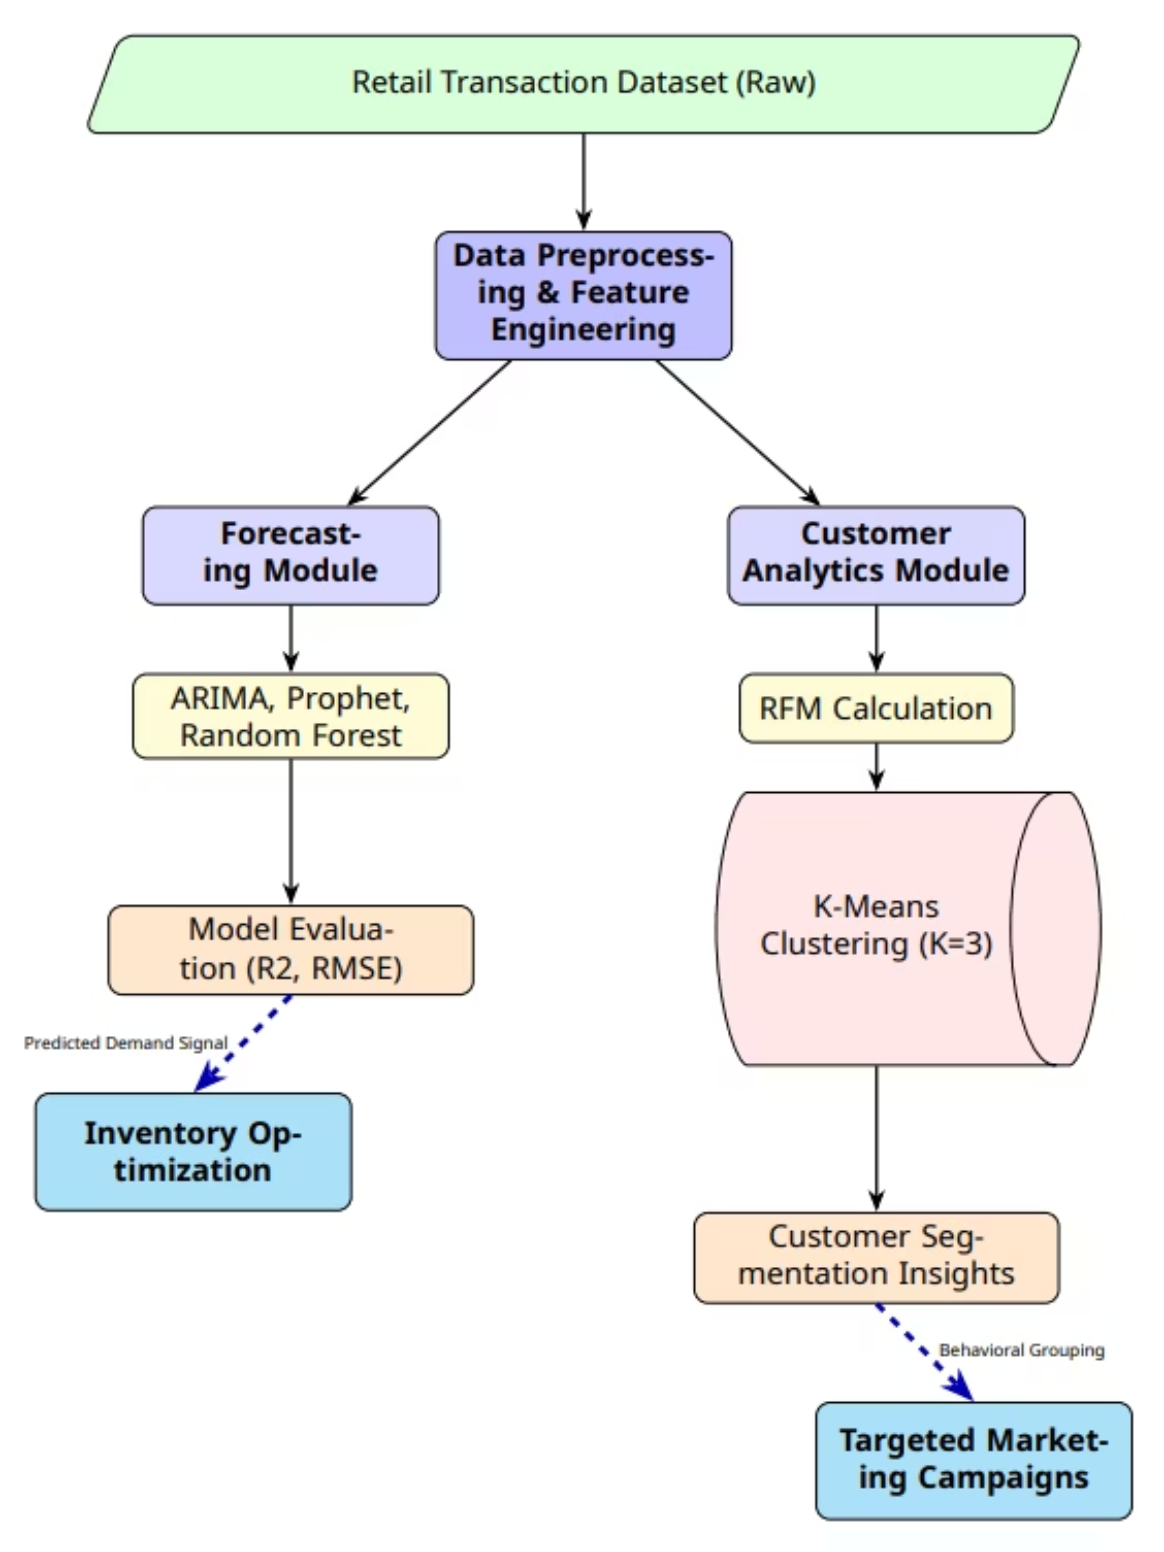 Retail Transaction Dataset (Raw)
Data Preprocess-
ing & Feature
Engineering
Forecast-
ing Module
Customer
Analytics Module
ARIMA, Prophet,
Random Forest
RFM Calculation
K-Means
Clustering (K=3)
Model Evalua-
tion (R2, RMSE)
Predicted Demand Signal
Inventory Op-
timization
Customer Seg-
mentation Insights
Behavioral Grouping
Targeted Market-
ing Campaigns